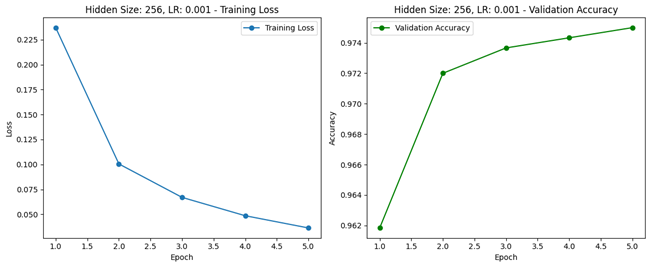 Hidden Size: 256, LR: 0.001 - Training Loss
Training Loss
0.225
0.200
0.175
0.150
0.125
0.100
0.075
0.050
Loss
1.0 1.5 2.0 2.5 3.0 3.5 4.0 4.5 5.0
Epoch
Hidden Size: 256, LR: 0.001 - Validation Accuracy
Validation Accuracy
0.974
0.972
0.970
0.968
0.966
0.964
0.962
Accuracy
1.0 1.5 2.0 2.5 3.0 3.5 4.0 4.5 5.0
Epoch